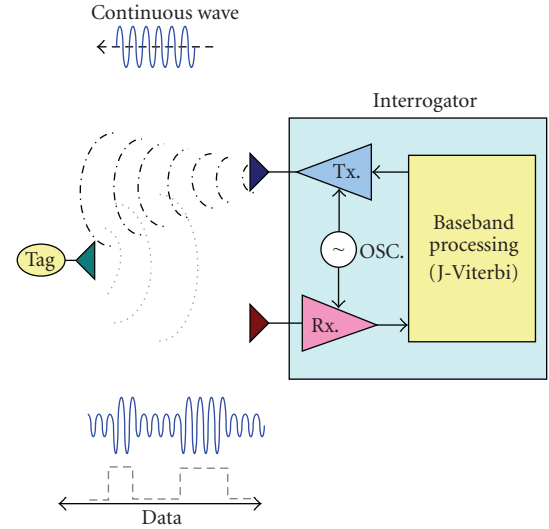 Continuous wave
Interrogator
Tx.
Baseband
processing
(J-Viterbi)
~
OSC.
Tag
Rx.
Data